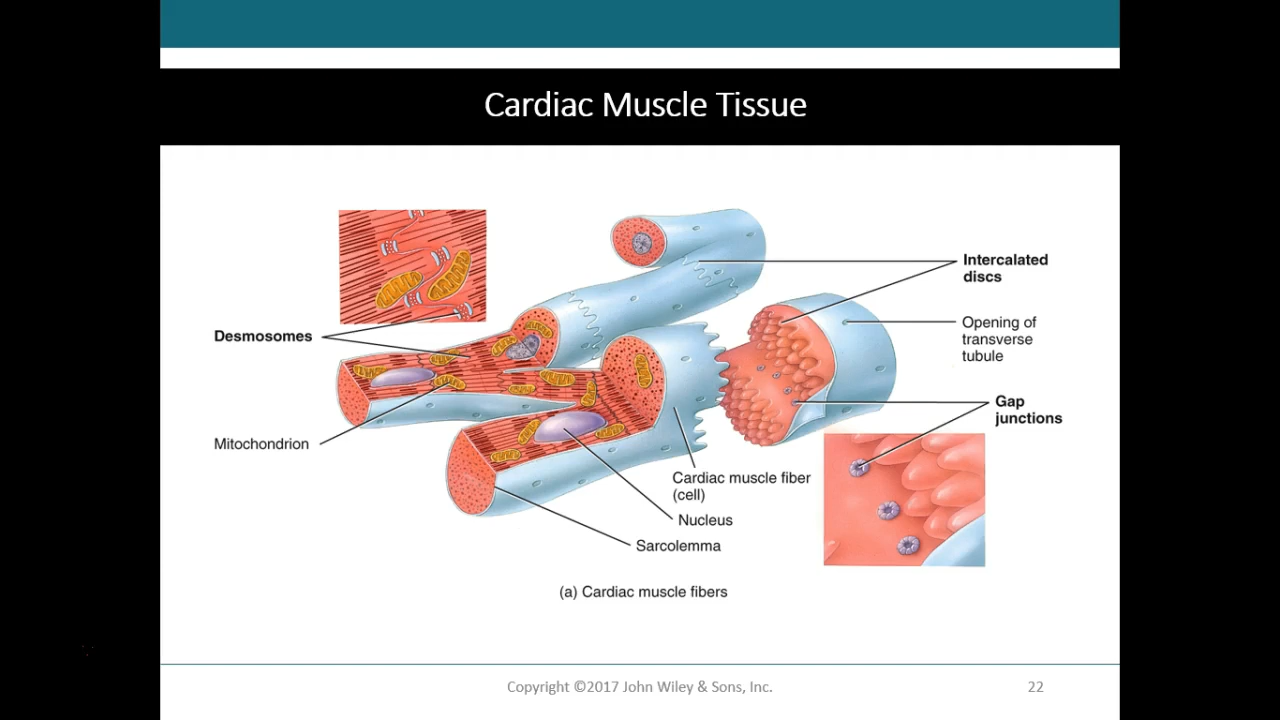 Cardiac Muscle Tissue
Intercalated
discs
Desmosomes
Opening of
transverse
tubule
Gap
junctions
Mitochondrion
Cardiac muscle fiber
(cell)
Nucleus
Sarcolemma
(a) Cardiac muscle fibers
Copyright ©2017 John Wiley & Sons, Inc.
22